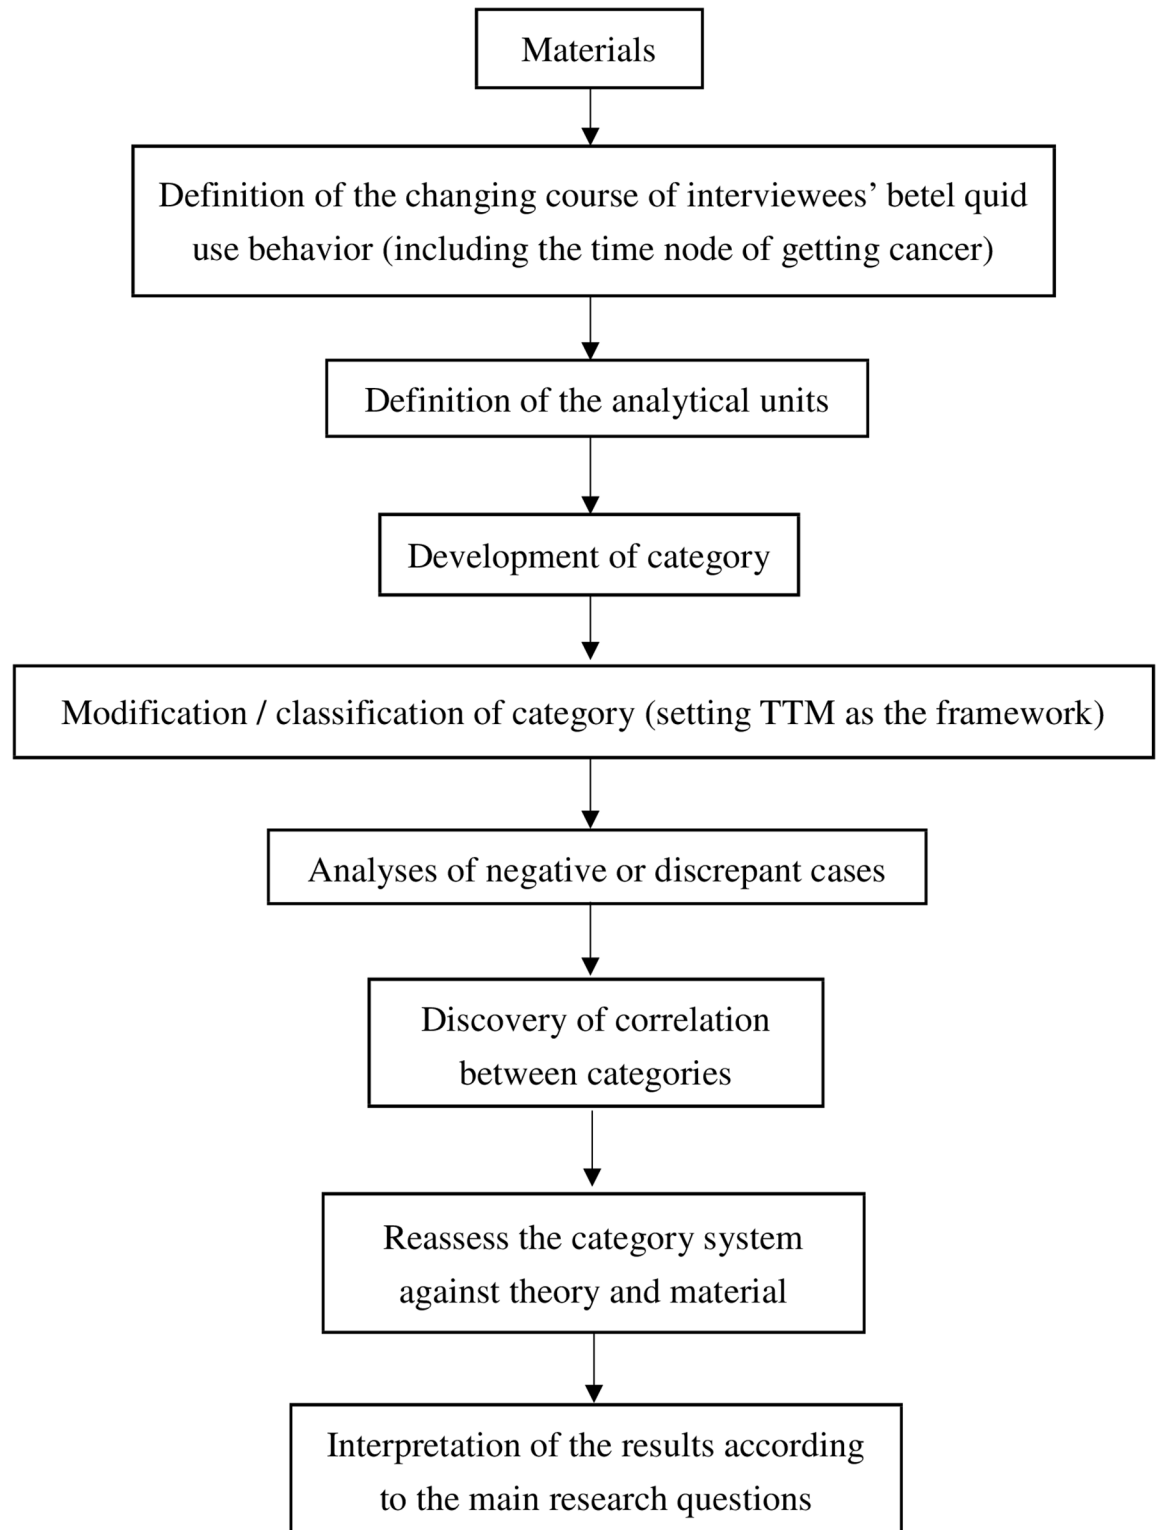 Materials
Definition of the changing course of interviewees’ betel quid
use behavior (including the time node of getting cancer)
Definition of the analytical units
Development of category
Modification / classification of category (setting TTM as the framework)
Analyses of negative or discrepant cases
Discovery of correlation
between categories
Reassess the category system
against theory and material
Interpretation of the results according
to the main research questions